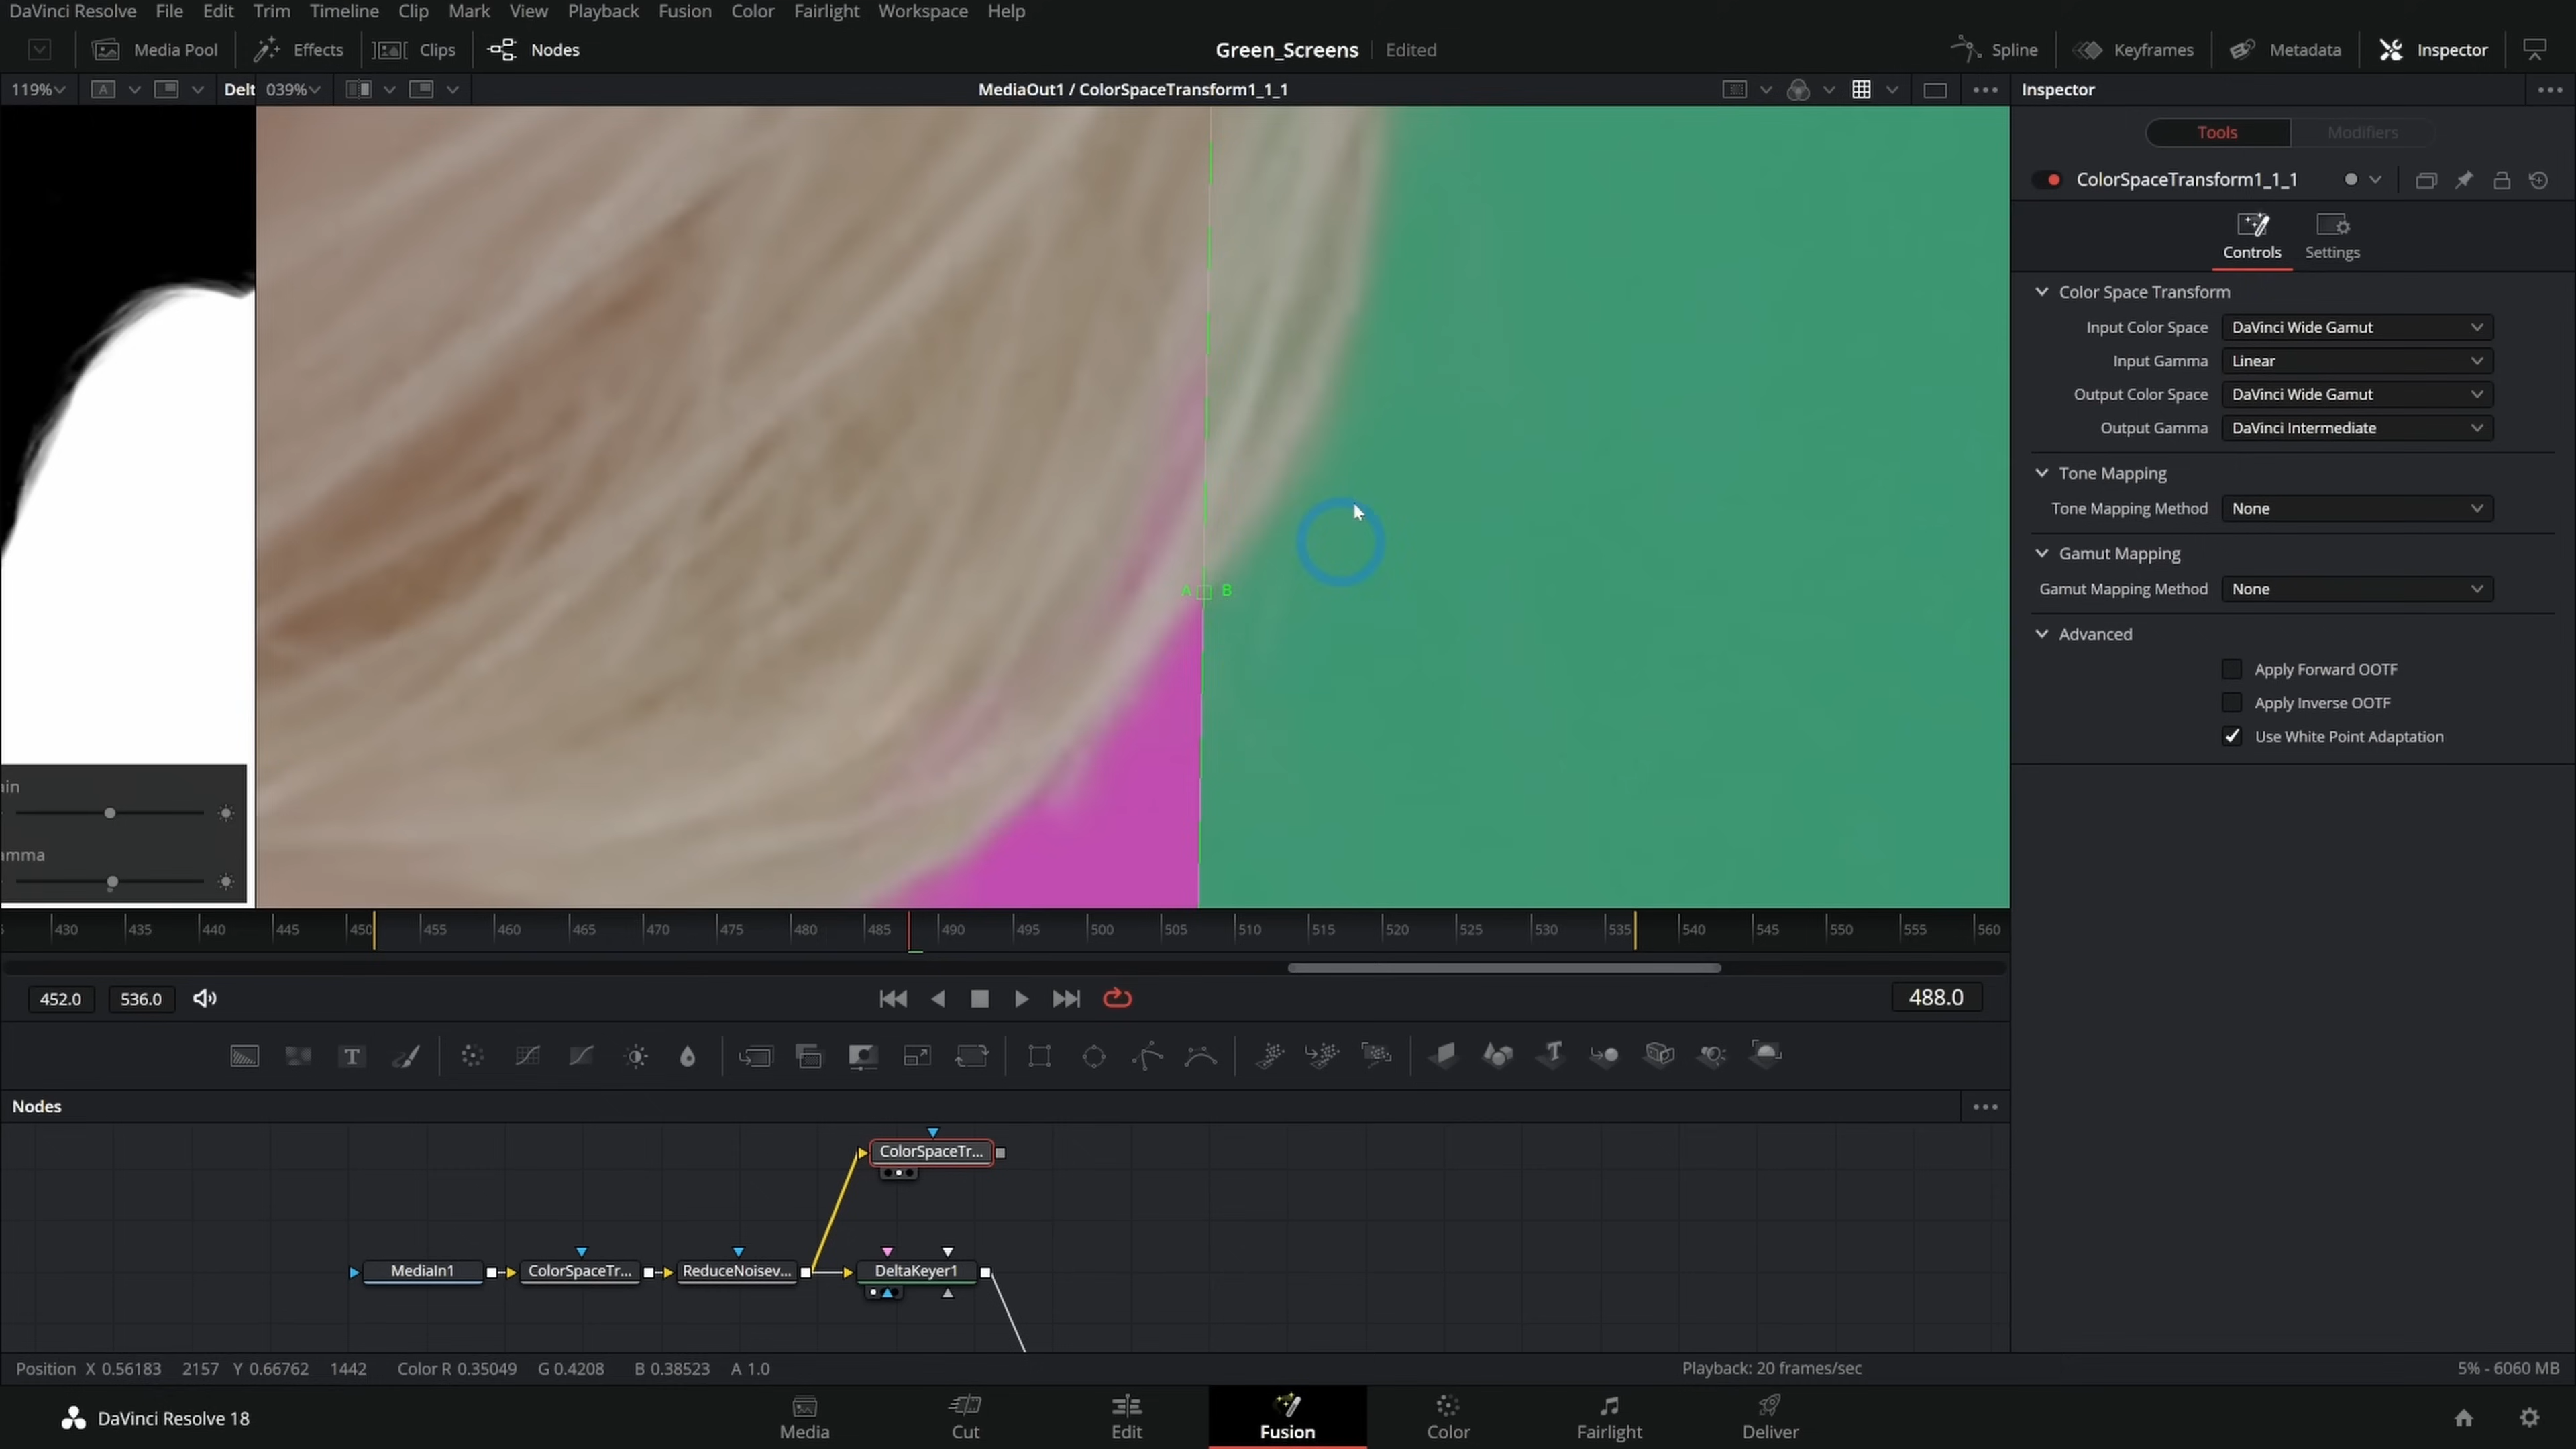 DaVinci Resolve File Edit Trim Timeline Clip Mark View Playback Fusion Color Fairlight Workspace Help
Media Pool Effects Clips Nodes Green_Screens Edited Spline Keyframes Metadata Inspector
119% A Delt 039% MediaOut1 / ColorSpaceTransform1_1_1 Inspector
Tools Modifiers
ColorSpaceTransform1_1_1
Controls Settings
Color Space Transform
Input Color Space DaVinci Wide Gamut
Input Gamma Linear
Output Color Space DaVinci Wide Gamut
Output Gamma DaVinci Intermediate
Tone Mapping
Tone Mapping Method None
Gamut Mapping
Gamut Mapping Method None
A B
Advanced
Apply Forward OOTF
Apply Inverse OOTF
Use White Point Adaptation
ain
amma
430 435 440 445 450 455 460 465 470 475 480 485 490 495 500 505 510 515 520 525 530 535 540 545 550 555 560
452.0 536.0 488.0
T
Nodes
ColorSpaceTr...
MediaIn1 ColorSpaceTr... ReduceNoisev... DeltaKeyer1
Position X 0.56183 2157 Y 0.66762 1442 Color R 0.35049 G 0.4208 B 0.38523 A 1.0 Playback: 20 frames/sec 5% - 6060 MB
DaVinci Resolve 18 Media Cut Edit Fusion Color Fairlight Deliver